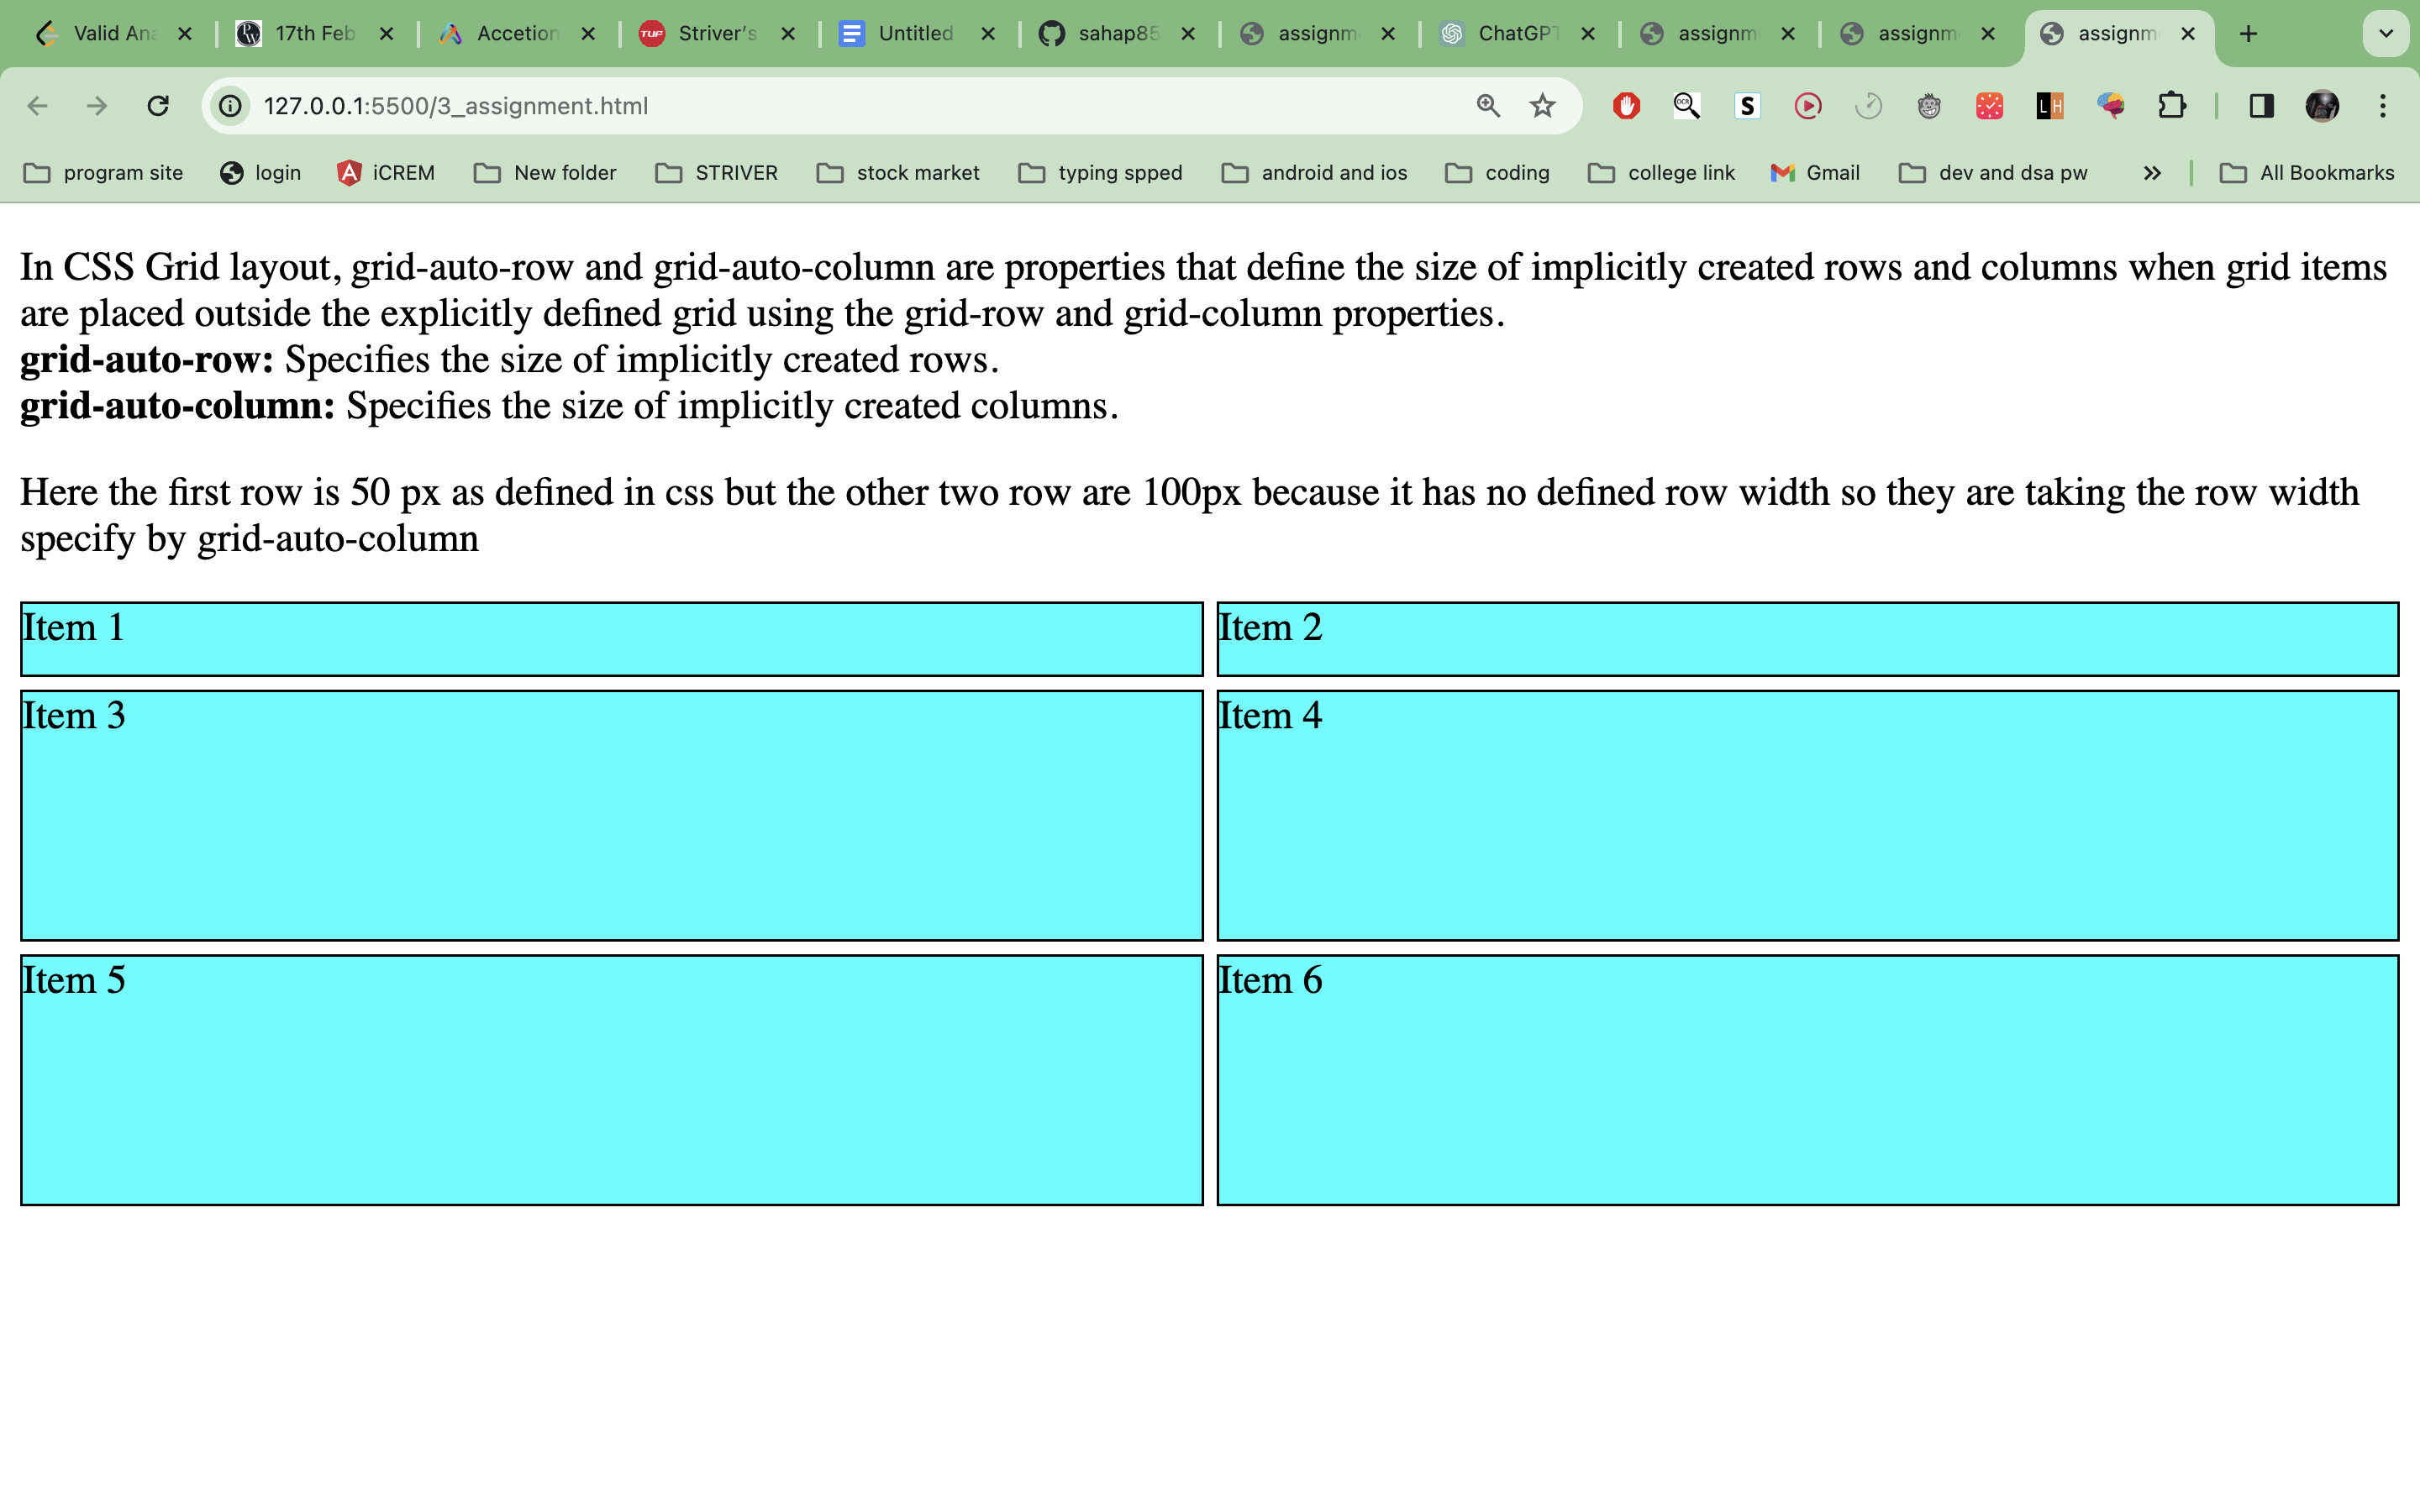 Valid Ana 17th Feb Accetion Striver's Untitled sahap85 assignm ChatGPT assignm assignm assignm
127.0.0.1:5500/3_assignment.html
program site login iCREM New folder STRIVER stock market typing spped android and ios coding college link Gmail dev and dsa pw All Bookmarks
In CSS Grid layout, grid-auto-row and grid-auto-column are properties that define the size of implicitly created rows and columns when grid items
are placed outside the explicitly defined grid using the grid-row and grid-column properties.
grid-auto-row: Specifies the size of implicitly created rows.
grid-auto-column: Specifies the size of implicitly created columns.
Here the first row is 50 px as defined in css but the other two row are 100px because it has no defined row width so they are taking the row width
specify by grid-auto-column
Item 1 Item 2
Item 3 Item 4
Item 5 Item 6